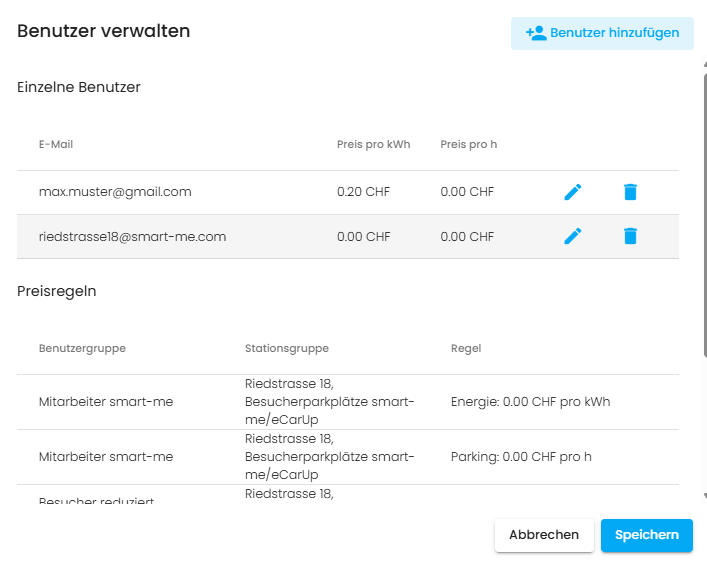 Benutzer verwalten
Benutzer hinzufügen
Einzelne Benutzer
E-Mail Preis pro kWh Preis pro h
max.muster@gmail.com 0.20 CHF 0.00 CHF
riedstrasse18@smart-me.com 0.00 CHF 0.00 CHF
Preisregeln
Benutzergruppe Stationsgruppe Regel
Riedstrasse 18,
Mitarbeiter smart-me Besucherparkplätze smart- Energie: 0.00 CHF pro kWh
me/eCarUp
Riedstrasse 18,
Mitarbeiter smart-me Besucherparkplätze smart- Parking: 0.00 CHF pro h
me/eCarUp
Riedstrasse 18,
Besucher reduziert
Abbrechen Speichern